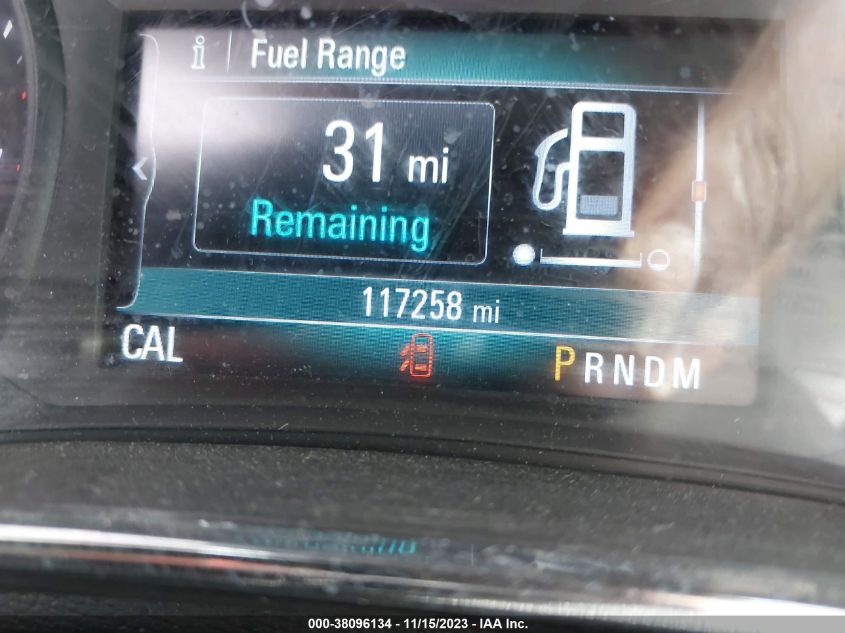 i Fuel Range
31 mi
Remaining
117258 mi
CAL
PRNDM
000-38096134 - 11/15/2023 - IAA Inc.